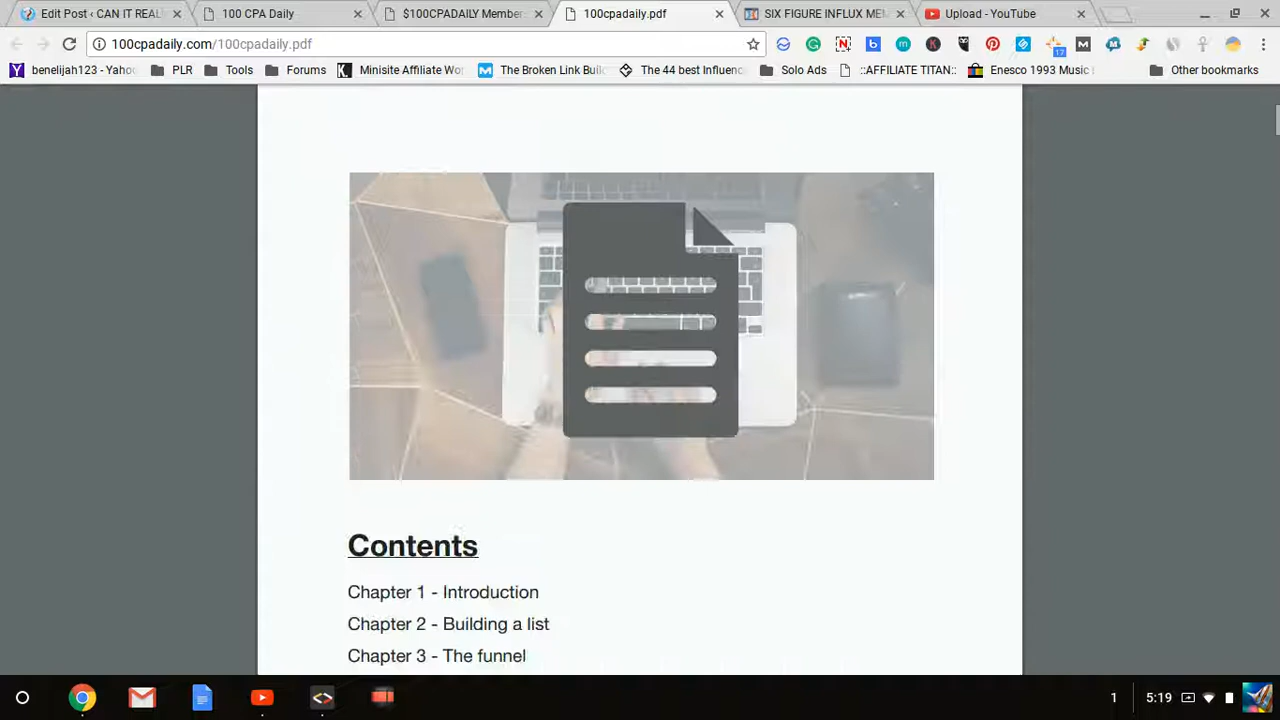 Edit Post ‹ CAN IT REAL
100 CPA Daily
$100CPADAILY Member
100cpadaily.pdf
SIX FIGURE INFLUX ME
Upload - YouTube
100cpadaily.com/100cpadaily.pdf
17
benelijah123 - Yaho
PLR
Tools
Forums
Minisite Affiliate Wo
The Broken Link Buil
The 44 best Influenc
Solo Ads
::AFFILIATE TITAN::
Enesco 1993 Music
Other bookmarks
Contents
Chapter 1 - Introduction
Chapter 2 - Building a list
Chapter 3 - The funnel
1
5:19